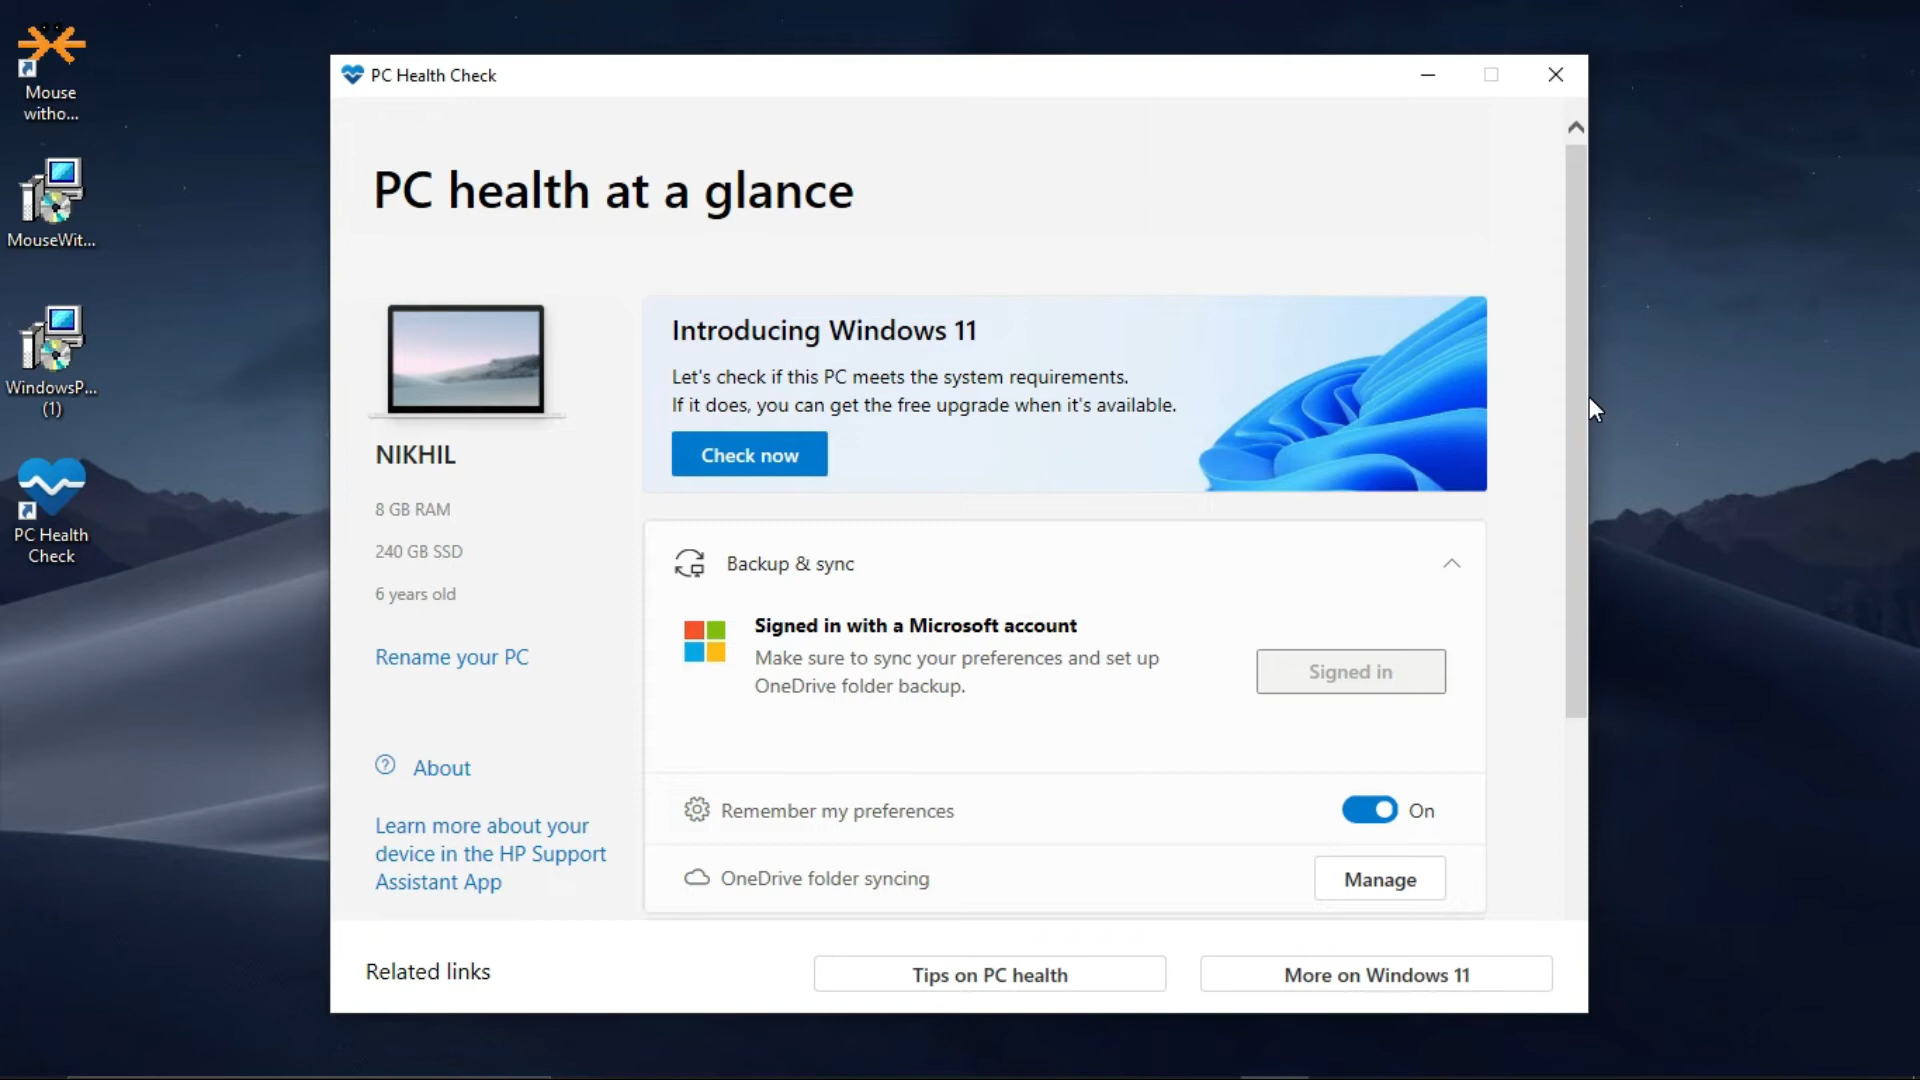 Mouse
witho...
MouseWit...
WindowsP...
(1)
PC Health
Check
PC Health Check
PC health at a glance
NIKHIL
8 GB RAM
240 GB SSD
6 years old
Rename your PC
About
Learn more about your
device in the HP Support
Assistant App
Introducing Windows 11
Let's check if this PC meets the system requirements.
If it does, you can get the free upgrade when it's available.
Check now
Backup & sync
Signed in with a Microsoft account
Make sure to sync your preferences and set up
OneDrive folder backup.
Signed in
Remember my preferences
On
OneDrive folder syncing
Manage
Related links
Tips on PC health
More on Windows 11